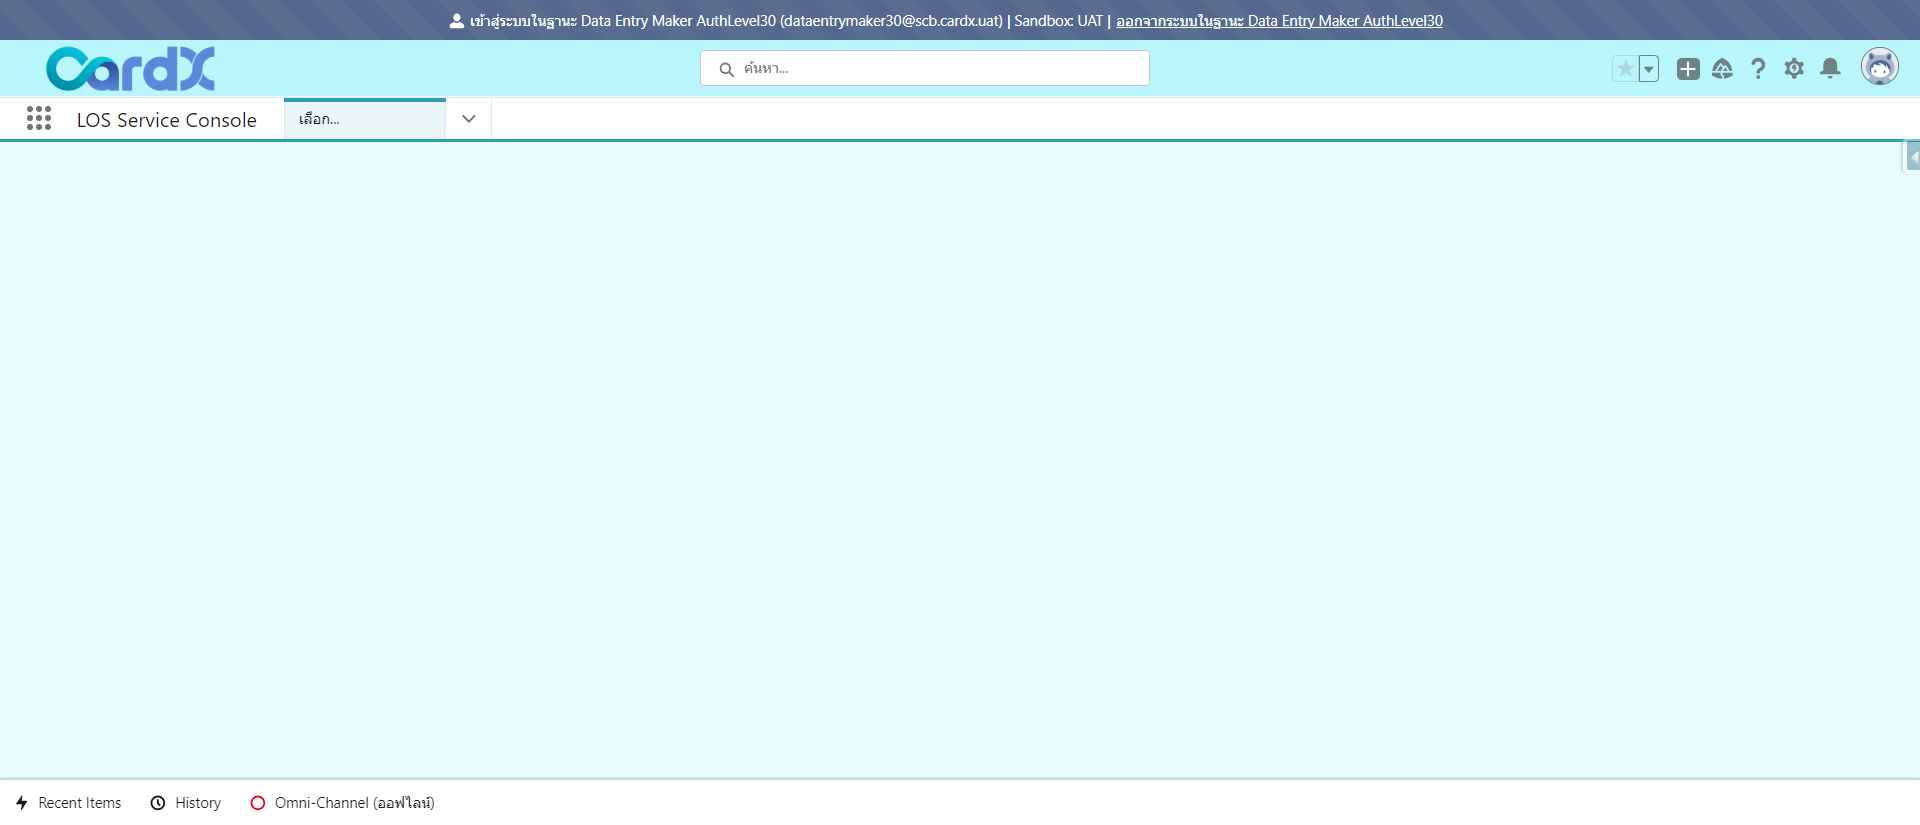 เข้าสู่ระบบในฐานะ Data Entry Maker AuthLevel30 (dataentrymaker30@scb.cardx.uat) | Sandbox: UAT | ออกจากระบบในฐานะ Data Entry Maker AuthLevel30
CardX
ค้นหา...
LOS Service Console
เลือก...
Recent Items
History
Omni-Channel (ออฟไลน์)